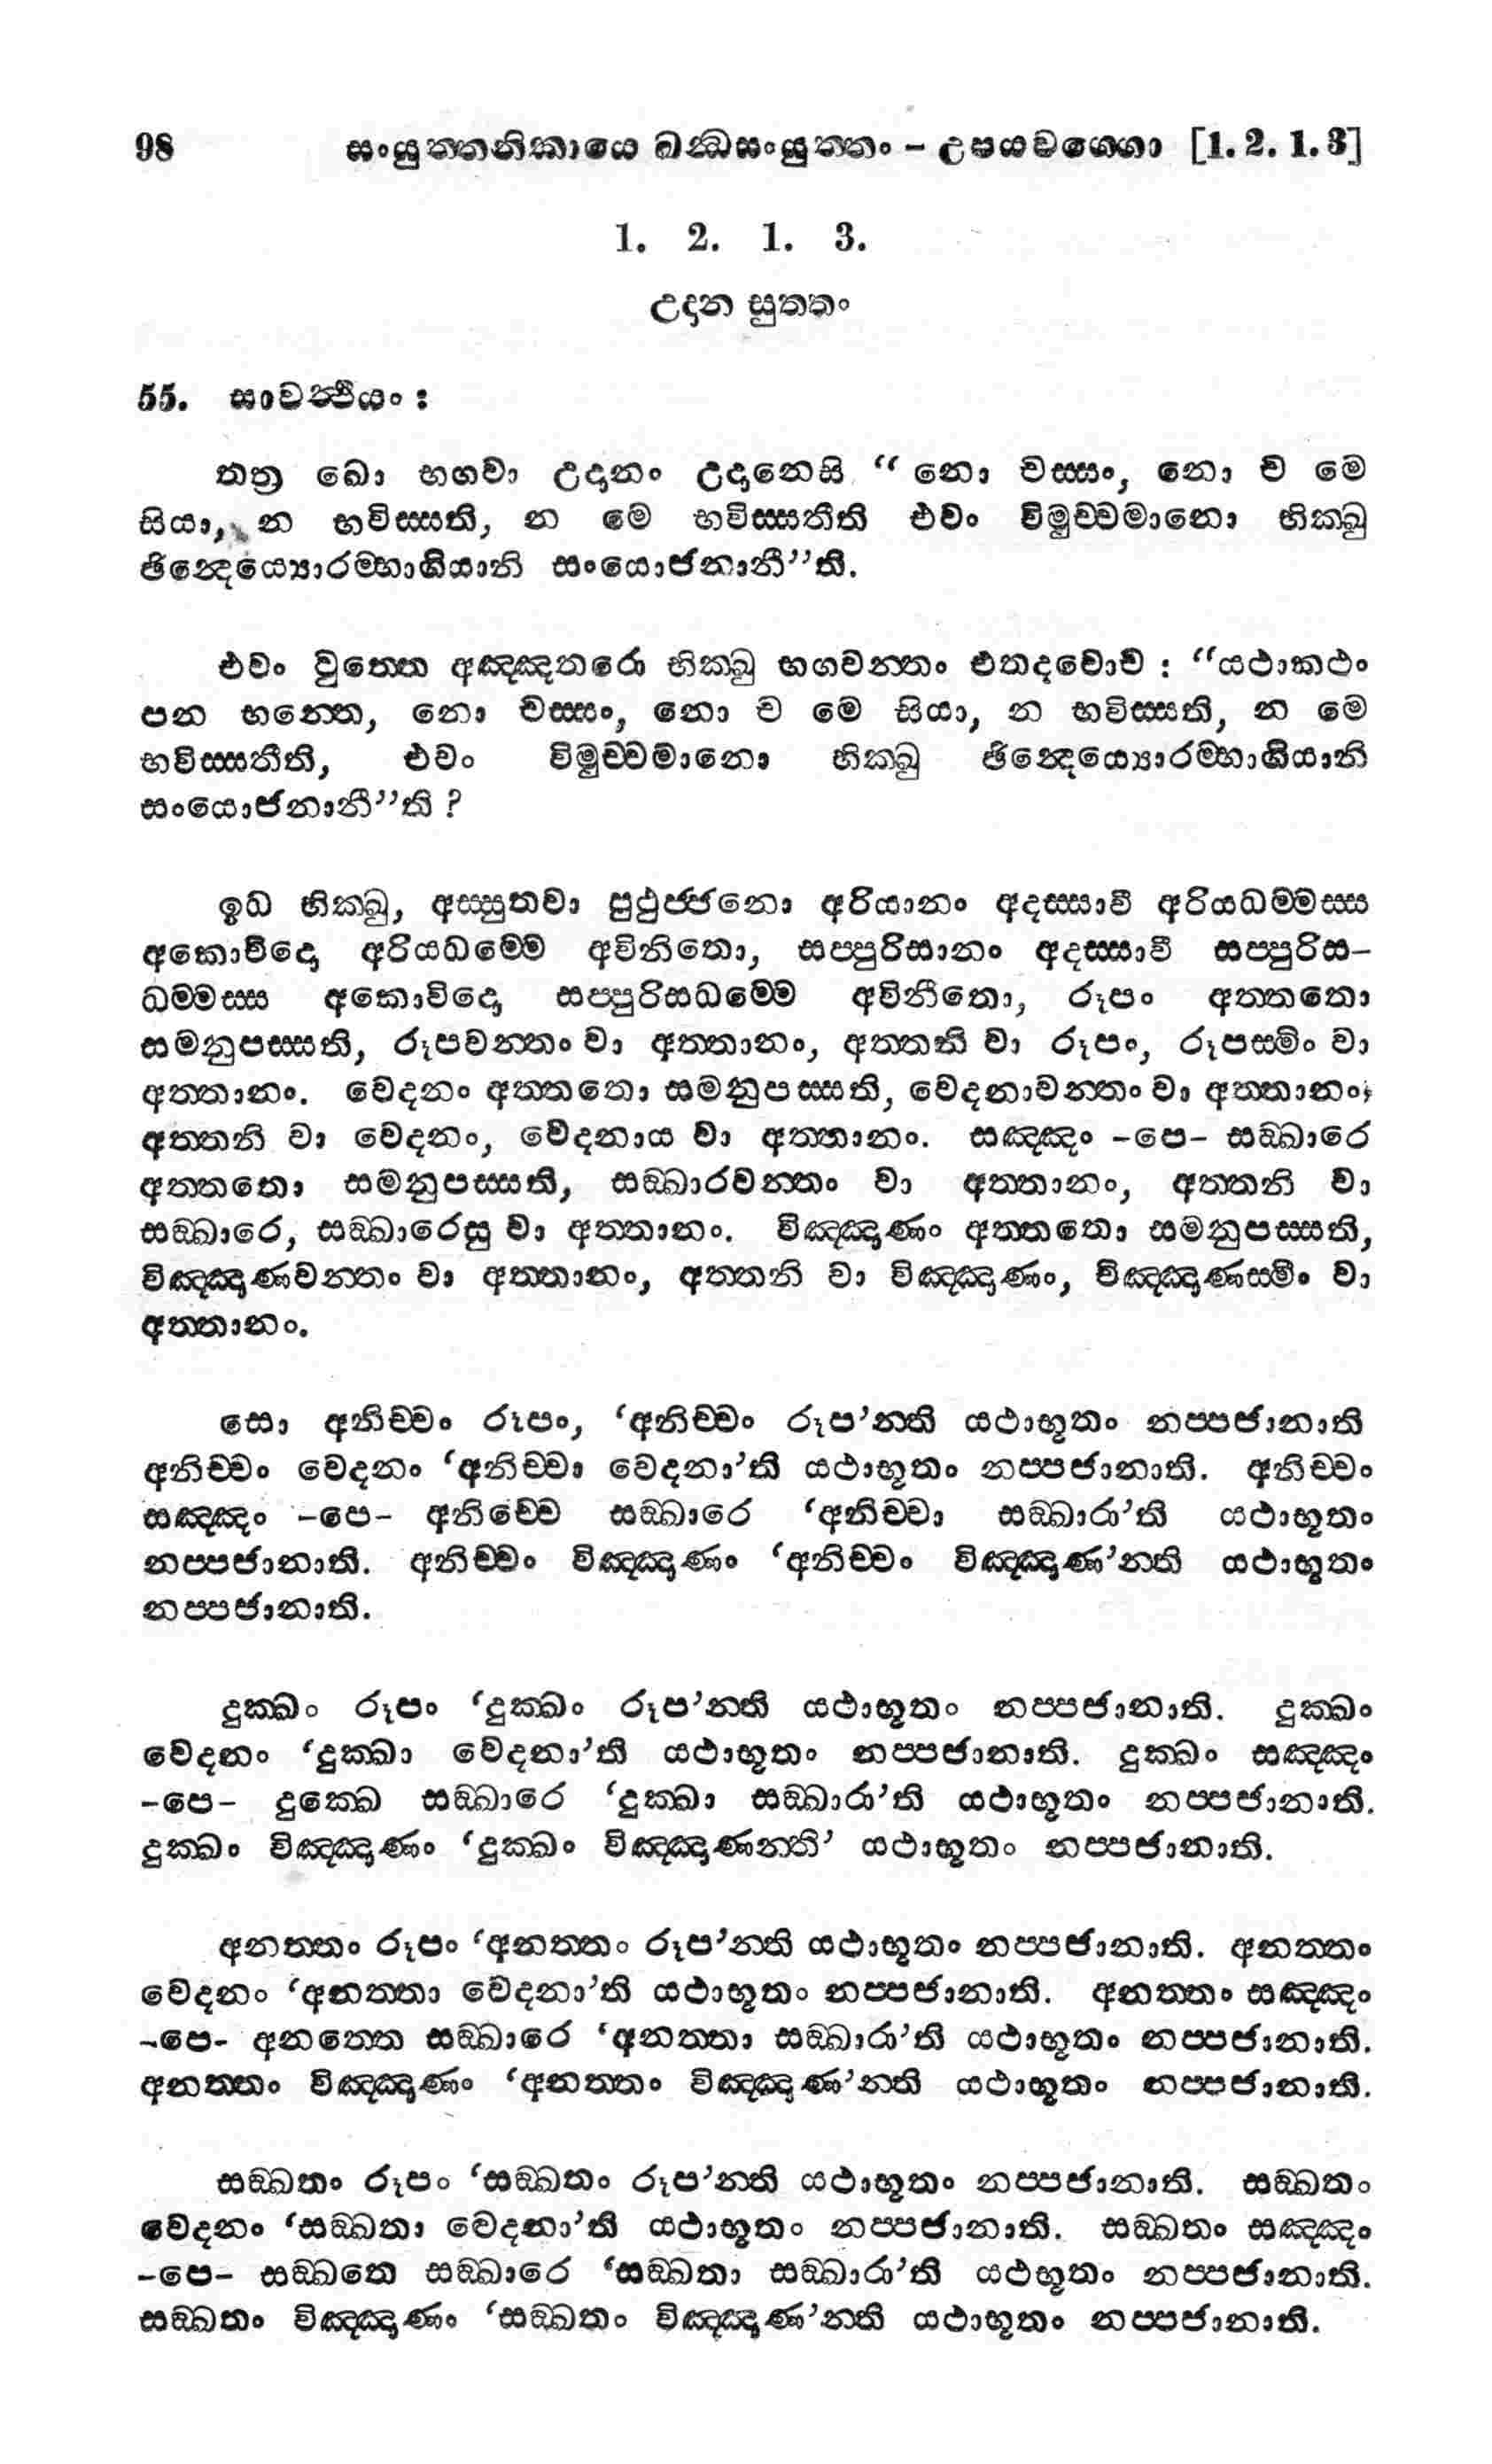 98 සංයුත්තනිකායෙ ඛන්ධසංයුත්තං - උපයවග්ගො [1. 2. 1. 3]
1. 2. 1. 3.
උදාන සුත්තං
55. සාවත්ථියං :
තත්‍ර ඛො භගවා උදානං උදානෙසි “ නො චස්සං, නො ච මෙ
සියා, න භවිස්සති, න මෙ භවිස්සතීති එවං විමුච්චමානො භික්ඛු
ඡින්දෙය්‍යොරම්භාගියානි සංයොජනානී”ති.
එවං වුත්තෙ අඤ්ඤතරො භික්ඛු භගවන්තං එතදවොච : “යථාකථං
පන භන්තෙ, නො චස්සං, නො ච මෙ සියා, න භවිස්සති, න මෙ
භවිස්සතීති, එවං විමුච්චමානො භික්ඛු ඡින්දෙය්‍යොරම්භාගියානි
සංයොජනානී”ති ?
ඉධ භික්ඛු, අස්සුතවා පුථුජ්ජනො අරියානං අදස්සාවී අරියධම්මස්ස
අකොවිදො අරියධම්මෙ අවිනිතො, සප්පුරිසානං අදස්සාවී සප්පුරිස-
ධම්මස්ස අකොවිදො සප්පුරිසධම්මෙ අවිනීතො, රූපං අත්තතො
සමනුපස්සති, රූපවන්තං වා අත්තානං, අත්තනි වා රූපං, රූපස්මිං වා
අත්තානං. වෙදනං අත්තතො සමනුපස්සති, වෙදනාවන්තං වා අත්තානං,
අත්තනි වා වෙදනං, වෙදනාය වා අත්තානං. සඤ්ඤං -පෙ- සඞ්ඛාරෙ
අත්තතො සමනුපස්සති, සඞ්ඛාරවන්තං වා අත්තානං, අත්තනි වා
සඞ්ඛාරෙ, සඞ්ඛාරෙසු වා අත්තානං. විඤ්ඤාණං අත්තතො සමනුපස්සති,
විඤ්ඤාණවන්තං වා අත්තානං, අත්තනි වා විඤ්ඤාණං, විඤ්ඤාණස්මිං වා
අත්තානං.
සො අනිච්චං රූපං, ‘අනිච්චං රූප’න්ති යථාභූතං නප්පජානාති
අනිච්චං වෙදනං ‘අනිච්චා වෙදනා’ති යථාභූතං නප්පජානාති. අනිච්චං
සඤ්ඤං -පෙ- අනිච්චෙ සඞ්ඛාරෙ ‘අනිච්චා සඞ්ඛාරා’ති යථාභූතං
නප්පජානාති. අනිච්චං විඤ්ඤාණං ‘අනිච්චං විඤ්ඤාණ’න්ති යථාභූතං
නප්පජානාති.
දුක්ඛං රූපං ‘දුක්ඛං රූප’න්ති යථාභූතං නප්පජානාති. දුක්ඛං
වෙදනං ‘දුක්ඛා වෙදනා’ති යථාභූතං නප්පජානාති. දුක්ඛං සඤ්ඤං
-පෙ- දුක්ඛෙ සඞ්ඛාරෙ ‘දුක්ඛා සඞ්ඛාරා’ති යථාභූතං නප්පජානාති.
දුක්ඛං විඤ්ඤාණං ‘දුක්ඛං විඤ්ඤාණන්ති’ යථාභූතං නප්පජානාති.
අනත්තං රූපං ‘අනත්තං රූප’න්ති යථාභූතං නප්පජානාති. අනත්තං
වෙදනං ‘අනත්තා වෙදනා’ති යථාභූතං නප්පජානාති. අනත්තං සඤ්ඤං
-පෙ- අනත්තෙ සඞ්ඛාරෙ ‘අනත්තා සඞ්ඛාරා’ති යථාභූතං නප්පජානාති.
අනත්තං විඤ්ඤාණං ‘අනත්තං විඤ්ඤාණ’න්ති යථාභූතං නප්පජානාති.
සඞ්ඛතං රූපං ‘සඞ්ඛතං රූප’න්ති යථාභූතං නප්පජානාති. සඞ්ඛතං
වෙදනං ‘සඞ්ඛතා වෙදනා’ති යථාභූතං නප්පජානාති. සඞ්ඛතං සඤ්ඤං
-පෙ- සඞ්ඛතෙ සඞ්ඛාරෙ ‘සඞ්ඛතා සඞ්ඛාරා’ති යථභූතං නප්පජානාති.
සඞ්ඛතං විඤ්ඤාණං ‘සඞ්ඛතං විඤ්ඤාණ’න්ති යථාභූතං නප්පජානාති.